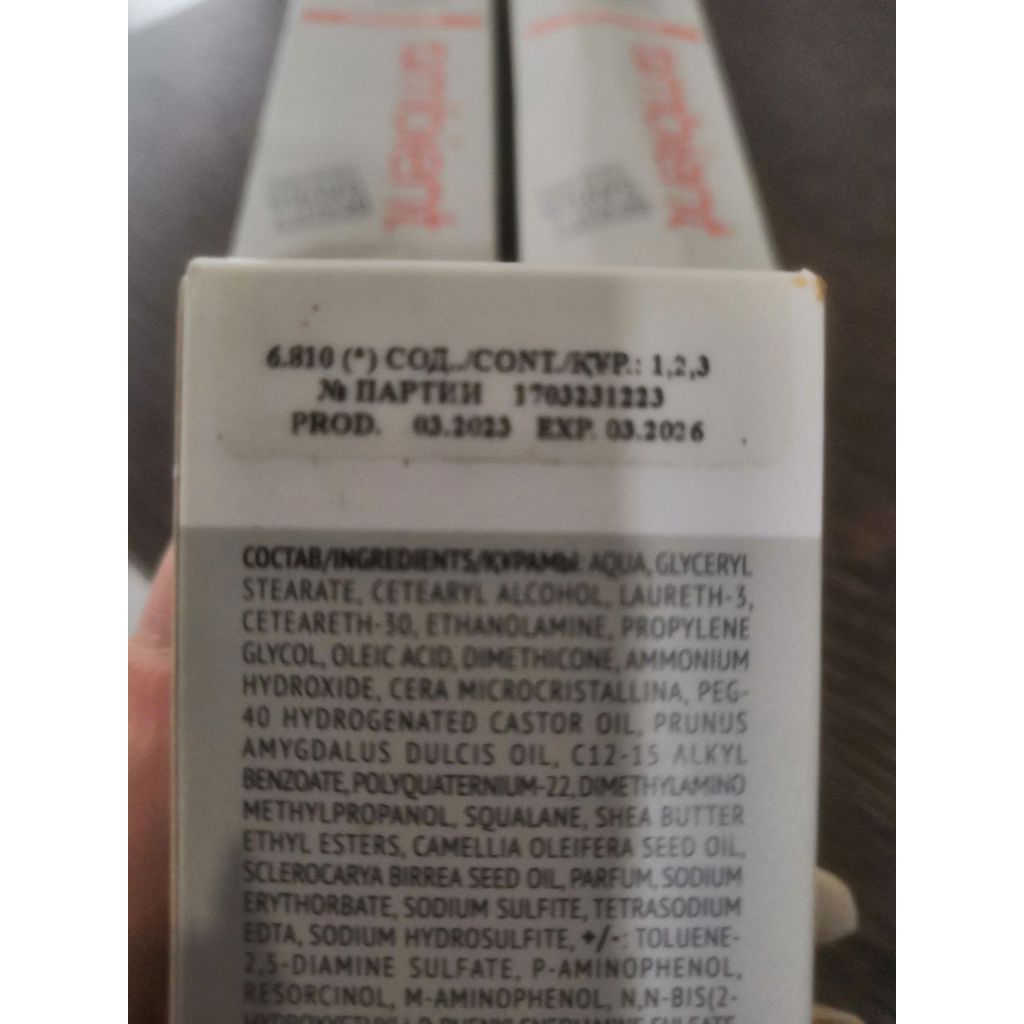 ambient
ambient
6.810 (*) СОД../CONT./ҚҰР.: 1,2,3
№ ПАРТИИ 1703231223
PROD. 03.2023 EXP. 03.2026
СОСТАВ/INGREDIENTS/ҚҰРАМЫ: AQUA, GLYCERYL
STEARATE, CETEARYL ALCOHOL, LAURETH-3,
CETEARETH-30, ETHANOLAMINE, PROPYLENE
GLYCOL, OLEIC ACID, DIMETHICONE, AMMONIUM
HYDROXIDE, CERA MICROCRISTALLINA, PEG-
40 HYDROGENATED CASTOR OIL, PRUNUS
AMYGDALUS DULCIS OIL, C12-15 ALKYL
BENZOATE, POLYQUATERNIUM-22, DIMETHYLAMINO
METHYLPROPANOL, SQUALANE, SHEA BUTTER
ETHYL ESTERS, CAMELLIA OLEIFERA SEED OIL,
SCLEROCARYA BIRREA SEED OIL, PARFUM, SODIUM
ERYTHORBATE, SODIUM SULFITE, TETRASODIUM
EDTA, SODIUM HYDROSULFITE, +/-: TOLUENE-
2,5-DIAMINE SULFATE, P-AMINOPHENOL,
RESORCINOL, M-AMINOPHENOL, N,N-BIS(2-